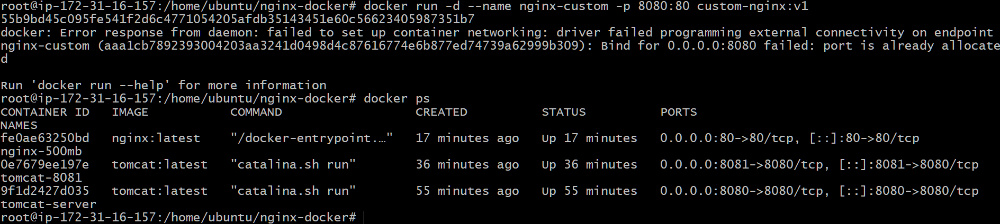 root@ip-172-31-16-157:/home/ubuntu/nginx-docker# docker run -d --name nginx-custom -p 8080:80 custom-nginx:v1
55b9bd45c095fe541f2d6c4771054205afdb35143451e60c56623405987351b7
docker: Error response from daemon: failed to set up container networking: driver failed programming external connectivity on endpoint
nginx-custom (aaa1cb7892393004203aa3241d0498d4c87616774e6b877ed74739a62999b309): Bind for 0.0.0.0:8080 failed: port is already allocate
d
Run 'docker run --help' for more information
root@ip-172-31-16-157:/home/ubuntu/nginx-docker# docker ps
CONTAINER ID   IMAGE           COMMAND                  CREATED          STATUS          PORTS
NAMES
fe0ae63250bd   nginx:latest    "/docker-entrypoint.…"   17 minutes ago   Up 17 minutes   0.0.0.0:80->80/tcp, [::]:80->80/tcp
nginx-500mb
0e7679ee197e   tomcat:latest   "catalina.sh run"        36 minutes ago   Up 36 minutes   0.0.0.0:8081->8080/tcp, [::]:8081->8080/tcp
tomcat-8081
9f1d2427d035   tomcat:latest   "catalina.sh run"        55 minutes ago   Up 55 minutes   0.0.0.0:8080->8080/tcp, [::]:8080->8080/tcp
tomcat-server
root@ip-172-31-16-157:/home/ubuntu/nginx-docker#